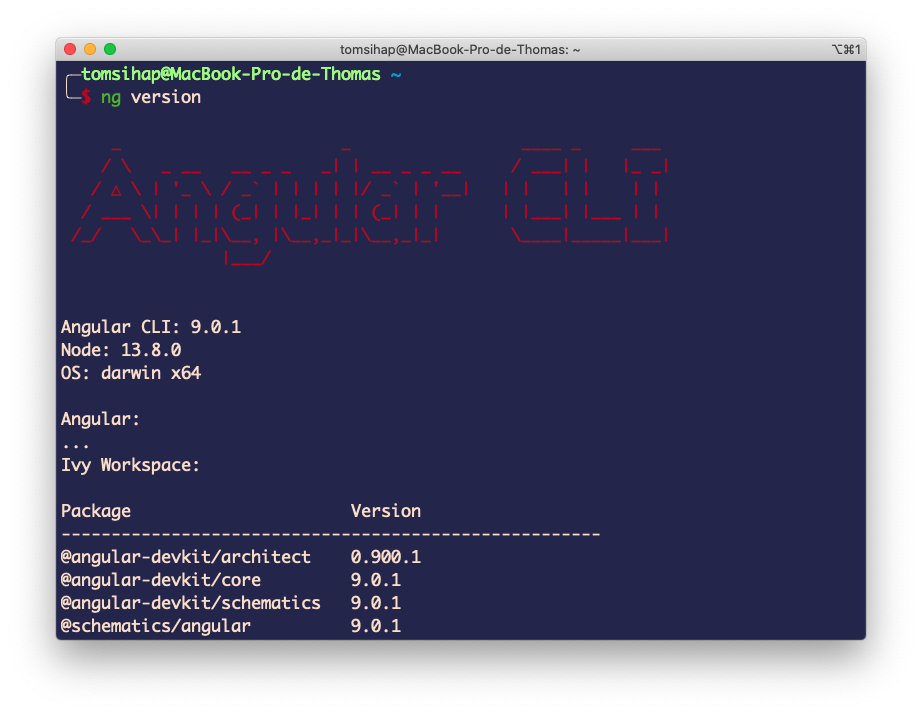 tomsihap@MacBook-Pro-de-Thomas: ~
⌥⌘1
tomsihap@MacBook-Pro-de-Thomas ~
$ ng version
Angular CLI
Angular CLI: 9.0.1
Node: 13.8.0
OS: darwin x64
Angular:
...
Ivy Workspace:
Package Version
------------------------------------------------------
@angular-devkit/architect 0.900.1
@angular-devkit/core 9.0.1
@angular-devkit/schematics 9.0.1
@schematics/angular 9.0.1